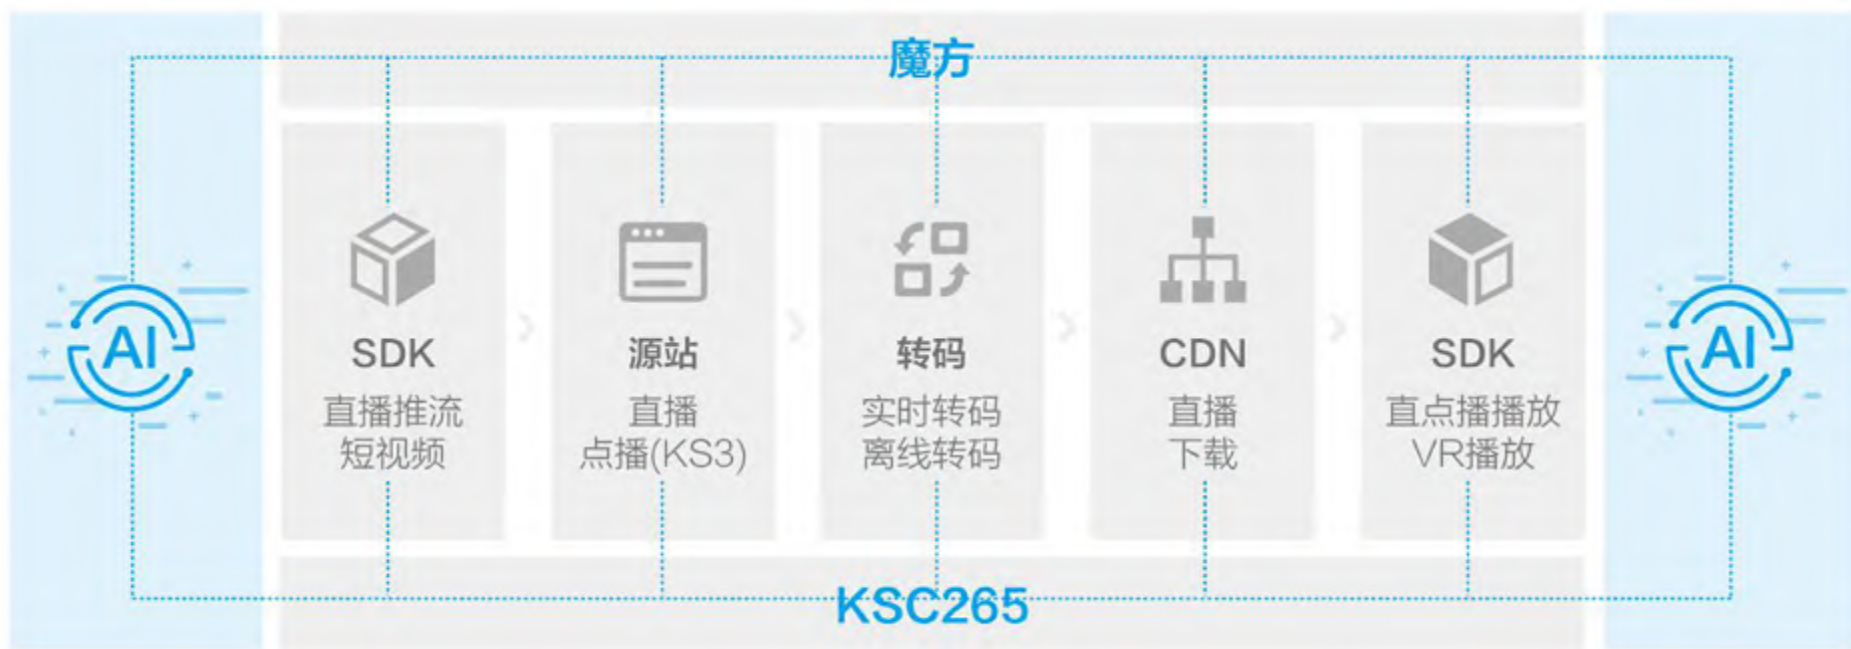 魔方
AI
SDK
直播推流
短视频
源站
直播
点播(KS3)
转码
实时转码
离线转码
CDN
直播
下载
SDK
直点播播放
VR播放
AI
KSC265